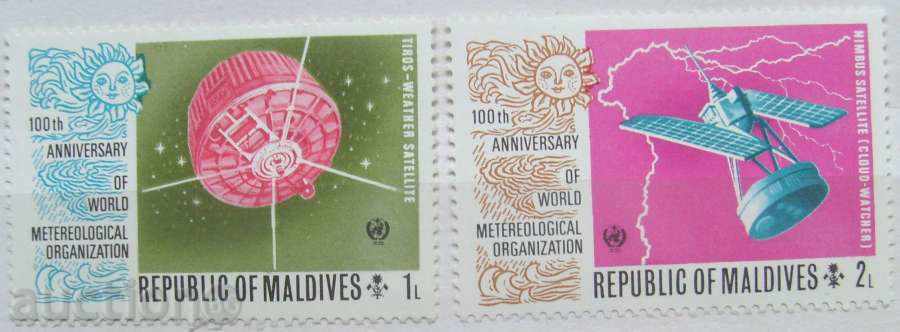 100th
ANNIVERSARY
OF
WORLD
METEREOLOGICAL
ORGANIZATION
TIROS-WEATHER SATELLITE
REPUBLIC OF MALDIVES 1L
100th
ANNIVERSARY
OF
WORLD
METEREOLOGICAL
ORGANIZATION
NIMBUS SATELLITE (CLOUD-WATCHER)
REPUBLIC OF MALDIVES 2L